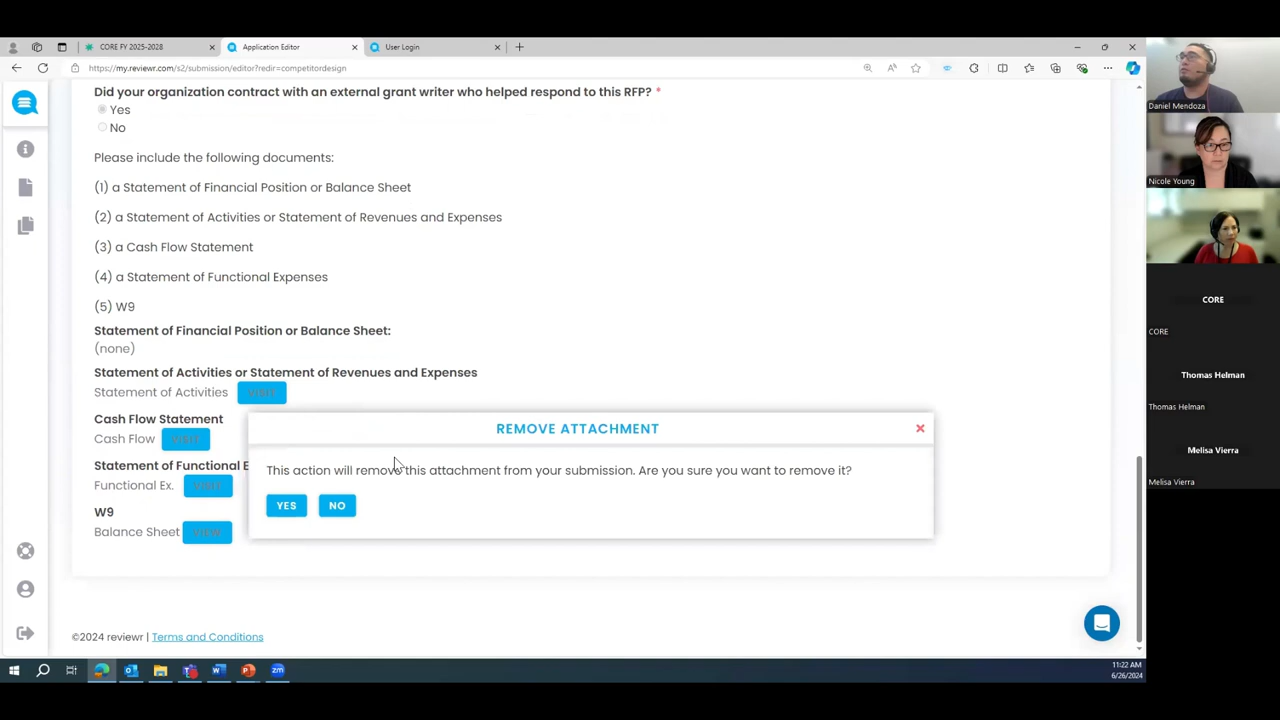 CORE FY 2025-2028
Application Editor
User Login
https://my.reviewr.com/s2/submission/editor?redir=competitordesign
Did your organization contract with an external grant writer who helped respond to this RFP? *
Yes
No
Please include the following documents:
(1) a Statement of Financial Position or Balance Sheet
(2) a Statement of Activities or Statement of Revenues and Expenses
(3) a Cash Flow Statement
(4) a Statement of Functional Expenses
(5) W9
Statement of Financial Position or Balance Sheet:
(none)
Statement of Activities or Statement of Revenues and Expenses
Statement of Activities VISIT
Cash Flow Statement
Cash Flow VISIT
Statement of Functional E
Functional Ex. VISIT
W9
Balance Sheet VIEW
REMOVE ATTACHMENT
This action will remove this attachment from your submission. Are you sure you want to remove it?
YES NO
©2024 reviewr | Terms and Conditions
11:22 AM
6/26/2024
Daniel Mendoza
Nicole Young
CORE
CORE
Thomas Helman
Thomas Helman
Melisa Vierra
Melisa Vierra